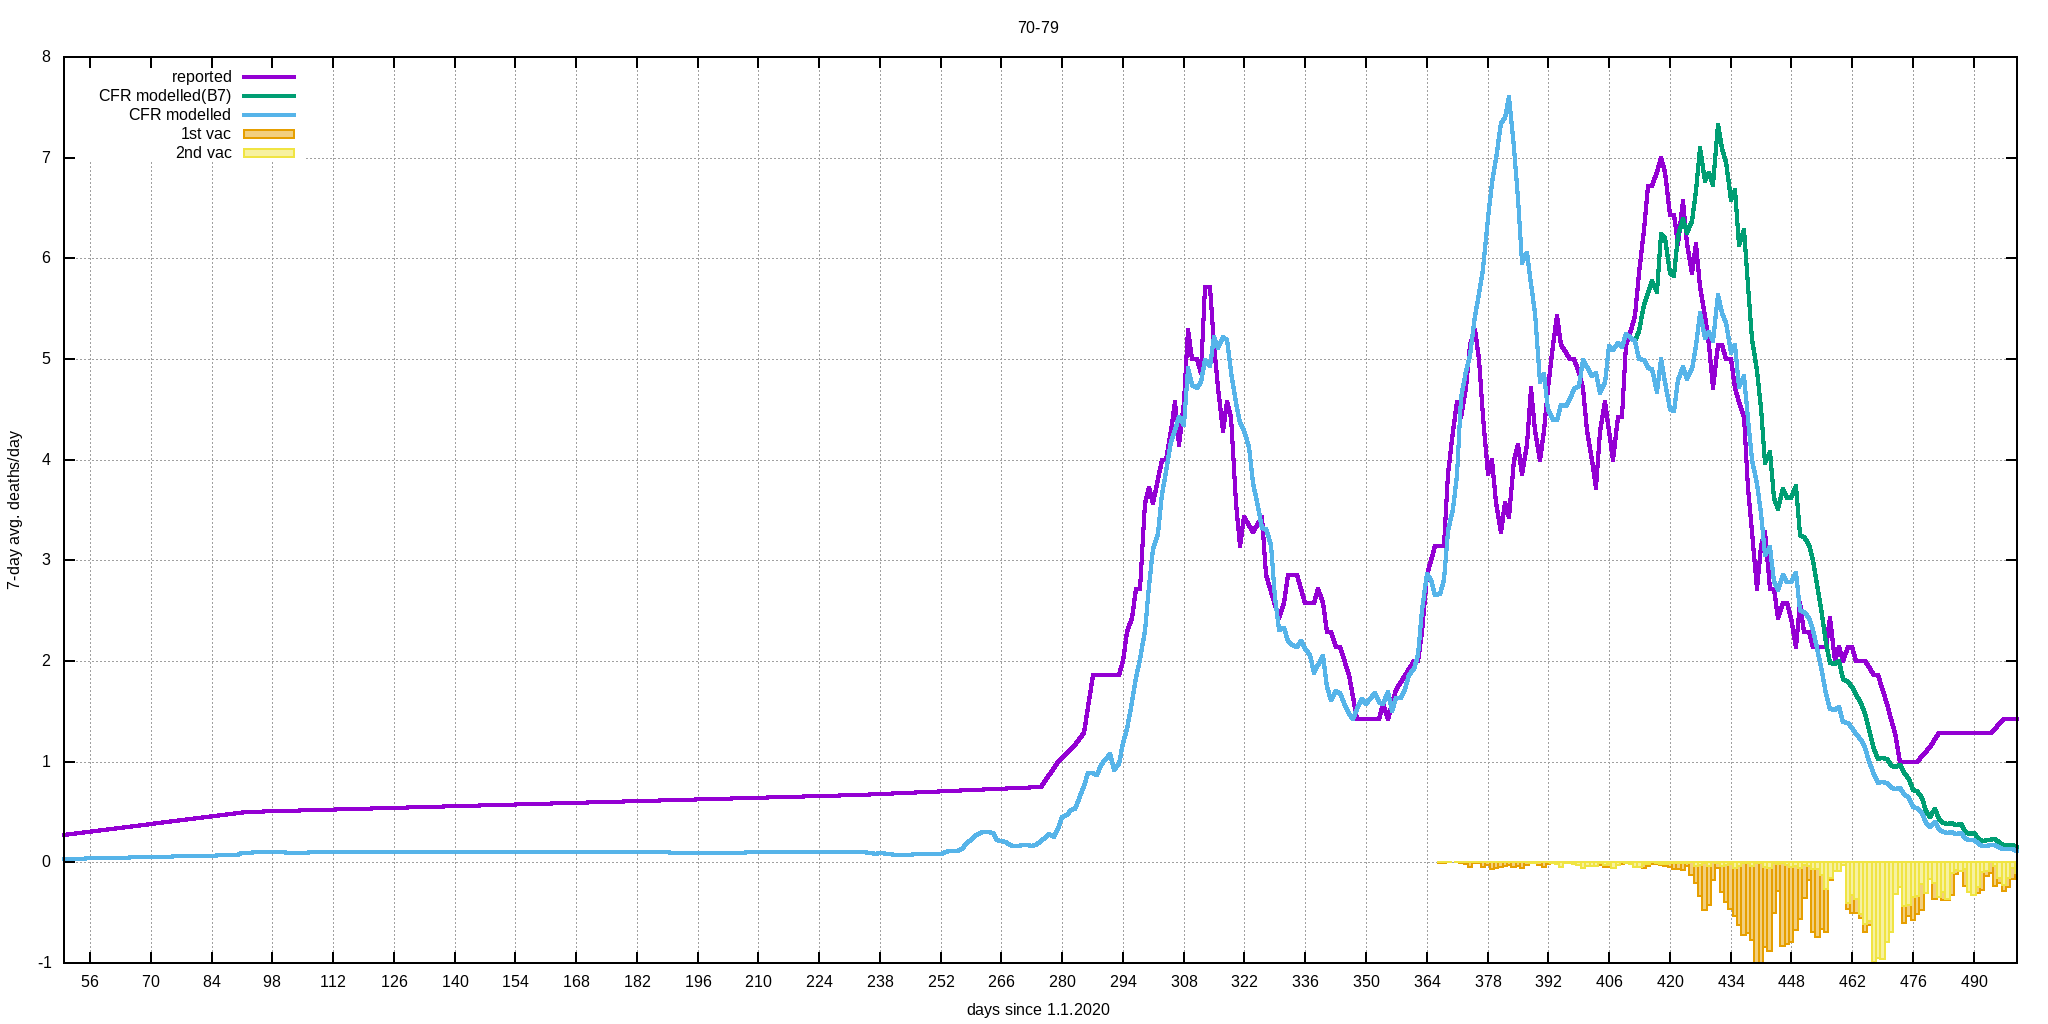 70-79
reported
CFR modelled(B7)
CFR modelled
1st vac
2nd vac
8
7
6
5
4
3
2
1
0
-1
7-day avg. deaths/day
56 70 84 98 112 126 140 154 168 182 196 210 224 238 252 266 280 294 308 322 336 350 364 378 392 406 420 434 448 462 476 490
days since 1.1.2020